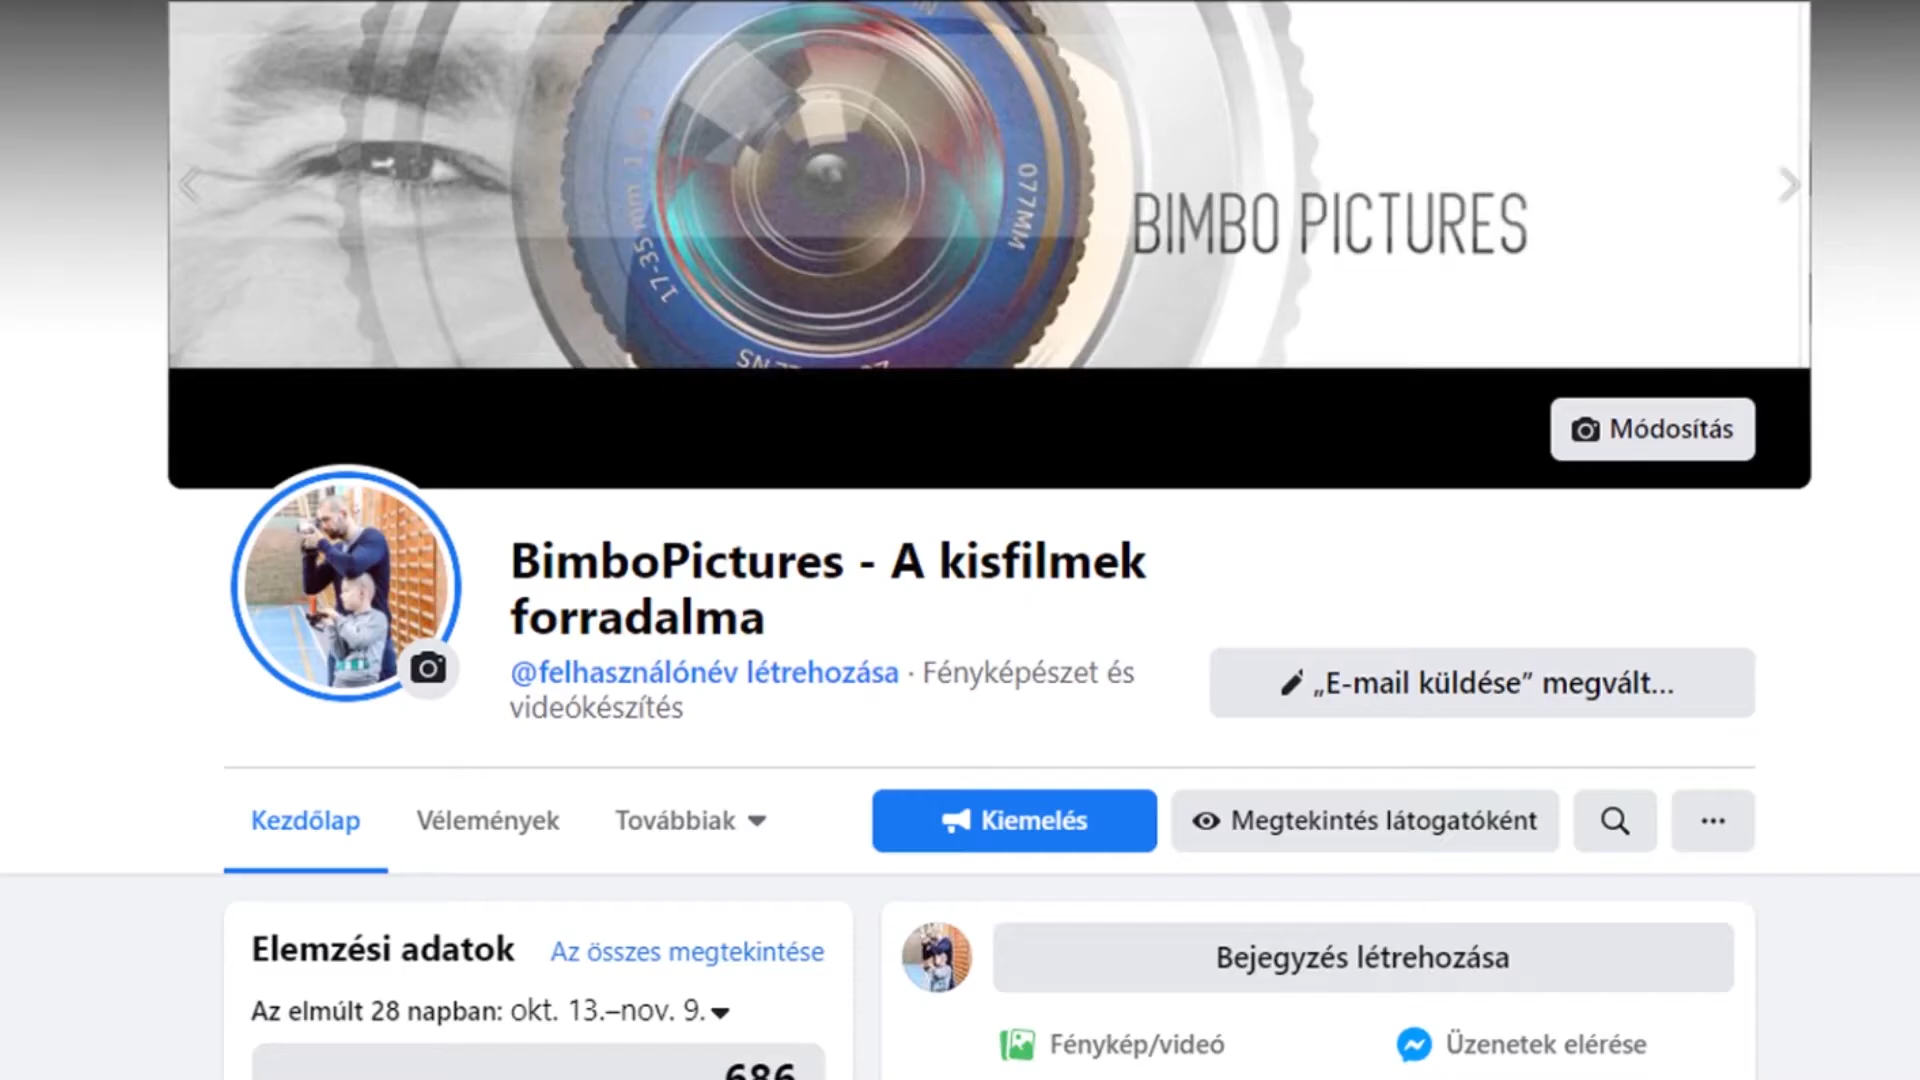 17-35mm
077MM
BIMBO PICTURES
Módosítás
BimboPictures - A kisfilmek
forradalma
@felhasználónév létrehozása · Fényképészet és
videókészítés
„E-mail küldése” megvált...
Kezdőlap
Vélemények
Továbbiak
Kiemelés
Megtekintés látogatóként
Elemzési adatok
Az összes megtekintése
Az elmúlt 28 napban: okt. 13.–nov. 9.
686
Bejegyzés létrehozása
Fénykép/videó
Üzenetek elérése